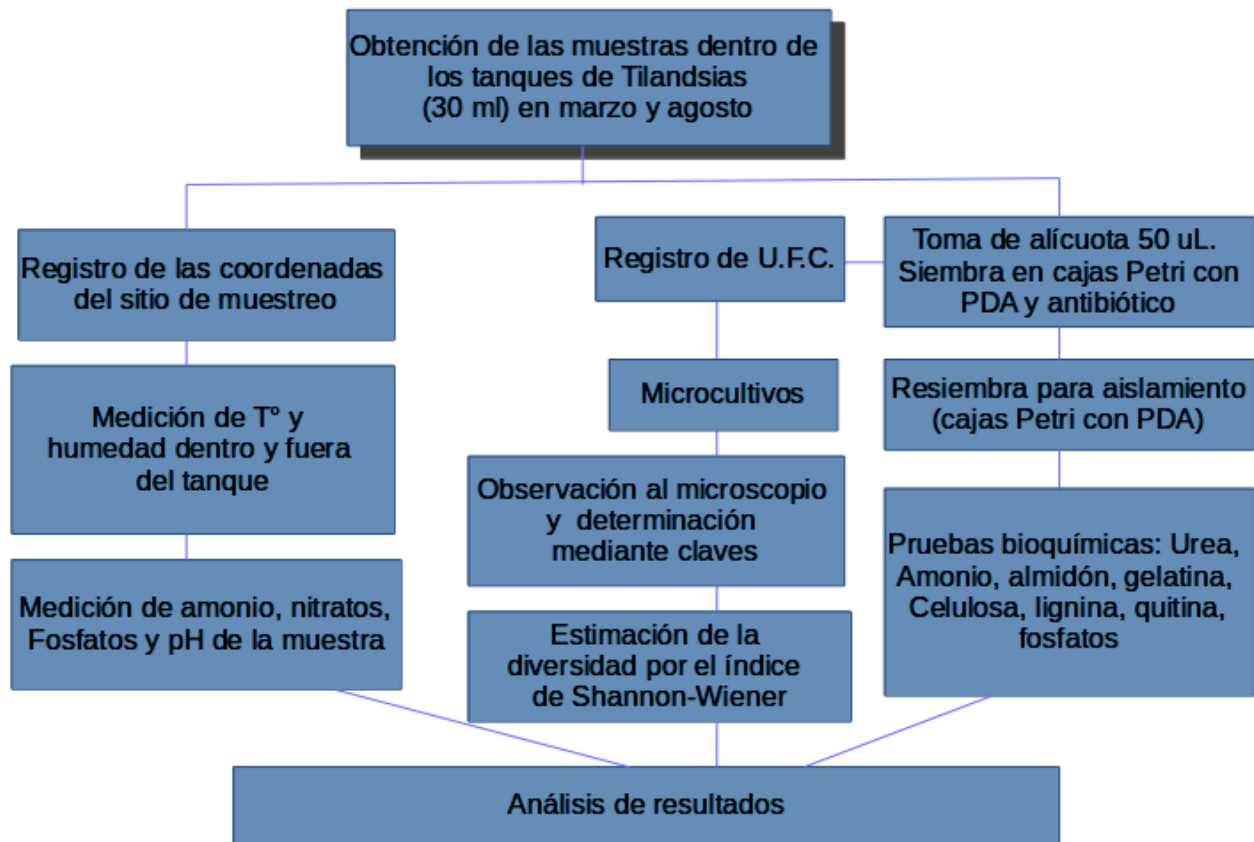 Obtención de las muestras dentro de
los tanques de Tilandsias
(30 ml) en marzo y agosto
Registro de las coordenadas
del sitio de muestreo
Medición de Tº y
humedad dentro y fuera
del tanque
Medición de amonio, nitratos,
Fosfatos y pH de la muestra
Registro de U.F.C.
Microcultivos
Observación al microscopio
y determinación
mediante claves
Estimación de la
diversidad por el índice
de Shannon-Wiener
Toma de alícuota 50 uL.
Siembra en cajas Petri con
PDA y antibiótico
Resiembra para aislamiento
(cajas Petri con PDA)
Pruebas bioquímicas: Urea,
Amonio, almidón, gelatina,
Celulosa, lignina, quitina,
fosfatos
Análisis de resultados